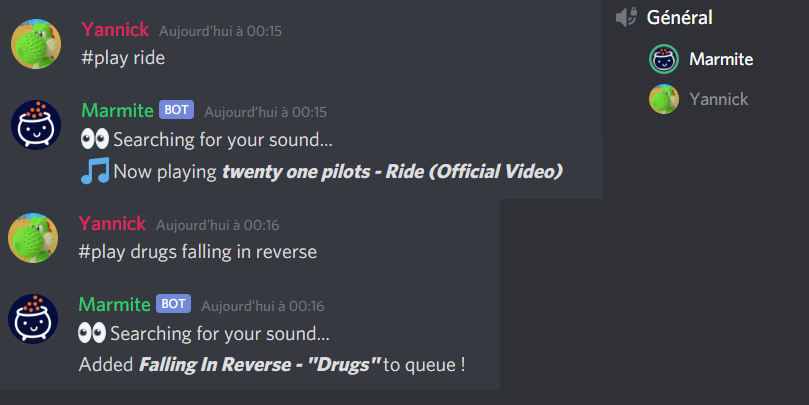 Yannick Aujourd'hui à 00:15
#play ride
Marmite BOT Aujourd'hui à 00:15
👀 Searching for your sound...
🎵 Now playing twenty one pilots - Ride (Official Video)
Yannick Aujourd'hui à 00:16
#play drugs falling in reverse
Marmite BOT Aujourd'hui à 00:16
👀 Searching for your sound...
Added Falling In Reverse - "Drugs" to queue !
Général
Marmite
Yannick